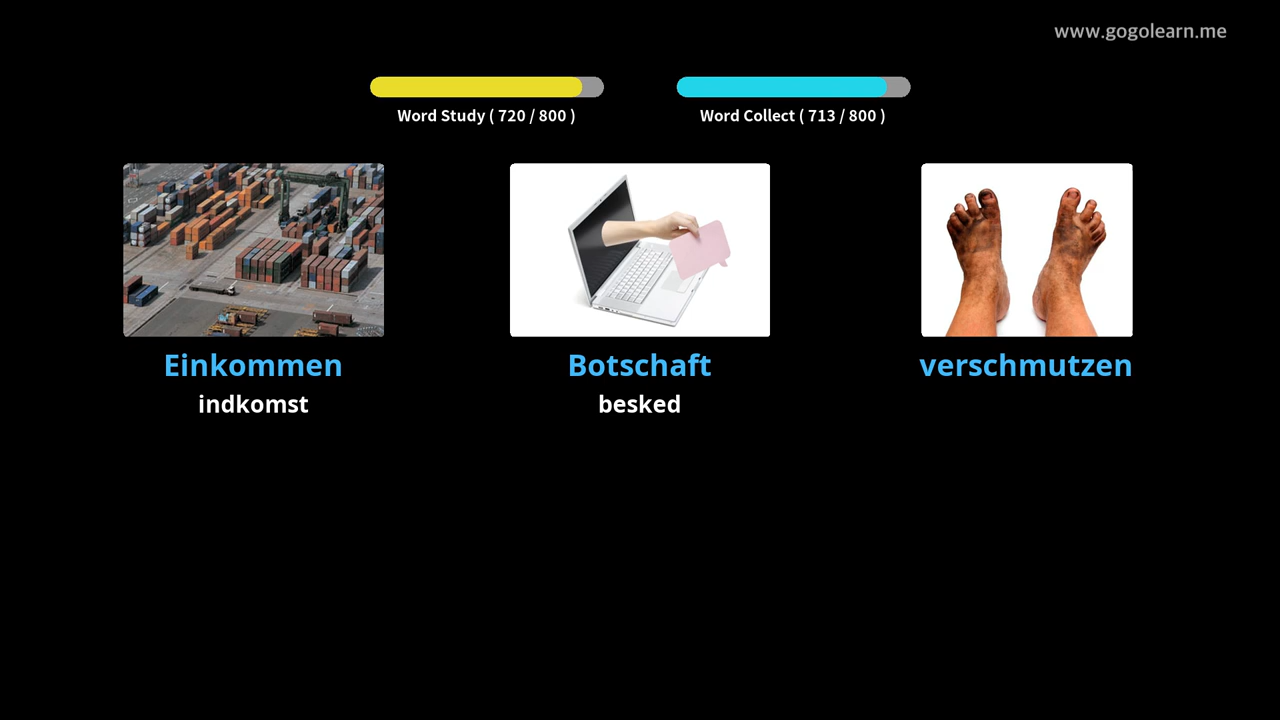 www.gogolearn.me
Word Study ( 720 / 800 )
Word Collect ( 713 / 800 )
Einkommen
indkomst
Botschaft
besked
verschmutzen